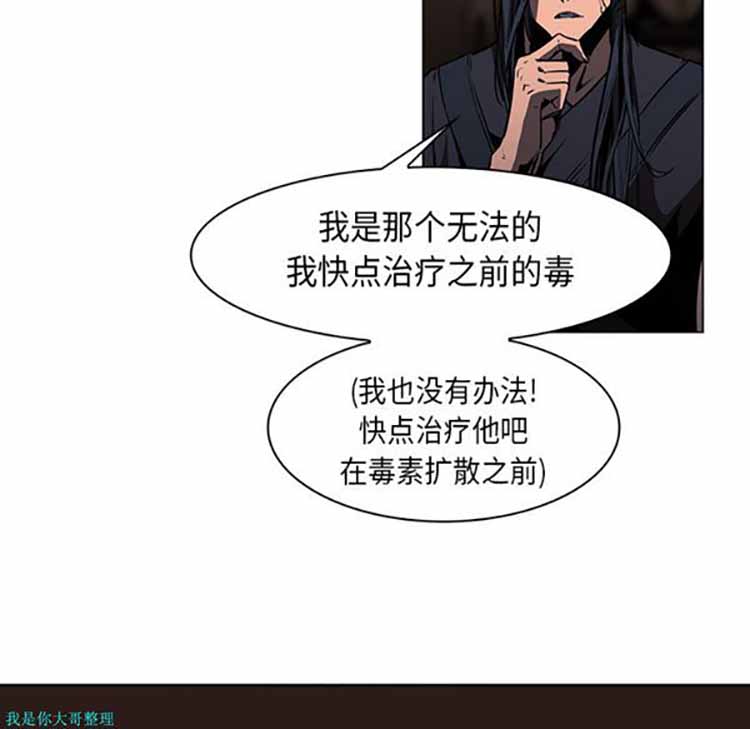 我是那个无法的
我快点治疗之前的毒
(我也没有办法!
快点治疗他吧
在毒素扩散之前)
我是你大哥整理